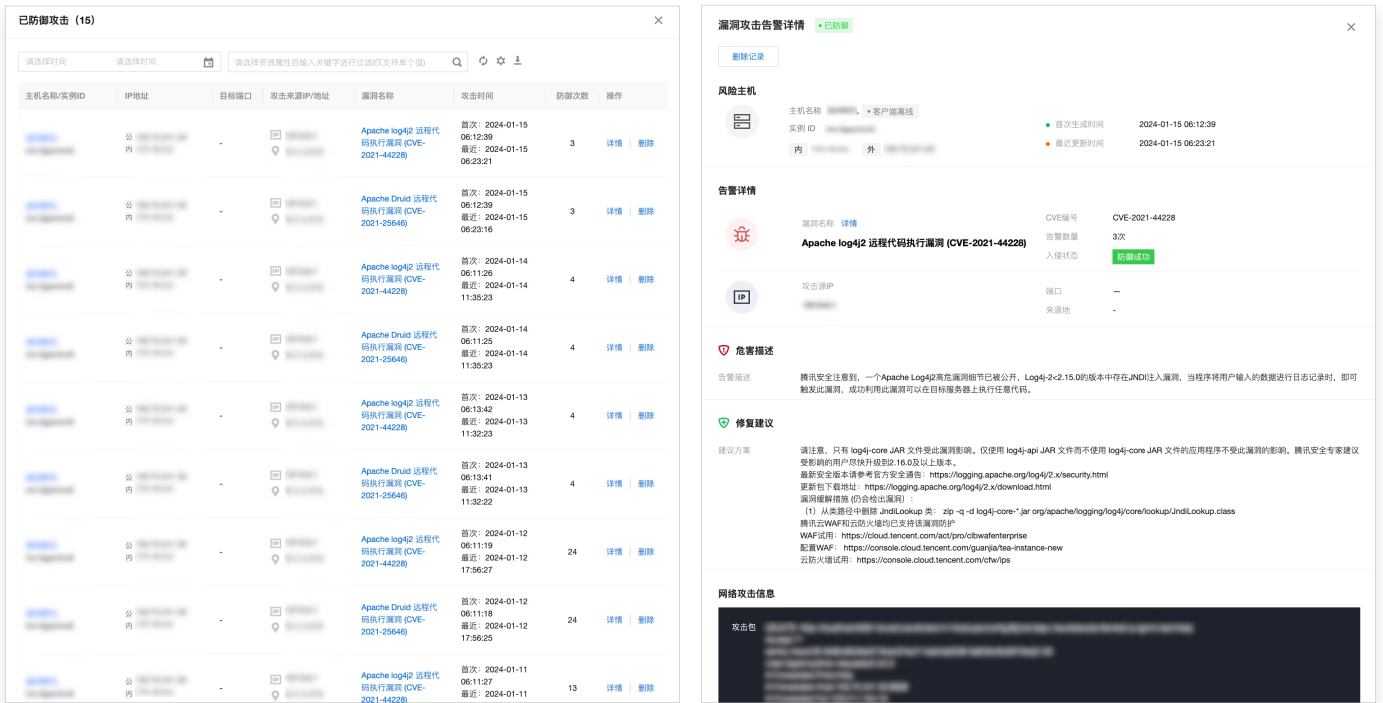 已防御攻击（15）
请选择时间 请选择时间
请选择资源属性后输入关键字进行过滤(仅支持单个值)
主机名称/实例ID IP地址 目标端口 攻击来源IP/地址 漏洞名称 攻击时间 防御次数 操作
公
内
-
IP
Apache log4j2 远程代
码执行漏洞 (CVE-
2021-44228)
首次：2024-01-15
06:12:39
最近：2024-01-15
06:23:21
3
详情 删除
公
内
-
IP
Apache Druid 远程代
码执行漏洞 (CVE-
2021-25646)
首次：2024-01-15
06:12:39
最近：2024-01-15
06:23:16
3
详情 删除
公
内
-
IP
Apache log4j2 远程代
码执行漏洞 (CVE-
2021-44228)
首次：2024-01-14
06:11:26
最近：2024-01-14
11:35:23
4
详情 删除
公
内
-
IP
Apache Druid 远程代
码执行漏洞 (CVE-
2021-25646)
首次：2024-01-14
06:11:25
最近：2024-01-14
11:35:23
4
详情 删除
公
内
-
IP
Apache log4j2 远程代
码执行漏洞 (CVE-
2021-44228)
首次：2024-01-13
06:13:42
最近：2024-01-13
11:32:23
4
详情 删除
公
内
-
IP
Apache Druid 远程代
码执行漏洞 (CVE-
2021-25646)
首次：2024-01-13
06:13:41
最近：2024-01-13
11:32:22
4
详情 删除
公
内
-
IP
Apache log4j2 远程代
码执行漏洞 (CVE-
2021-44228)
首次：2024-01-12
06:11:19
最近：2024-01-12
17:56:27
24
详情 删除
公
内
-
IP
Apache Druid 远程代
码执行漏洞 (CVE-
2021-25646)
首次：2024-01-12
06:11:18
最近：2024-01-12
17:56:25
24
详情 删除
公
内
-
IP
Apache log4j2 远程代
码执行漏洞 (CVE-
2021-44228)
首次：2024-01-11
06:11:27
最近：2024-01-11
13
详情 删除
漏洞攻击告警详情 已防御
删除记录
风险主机
主机名称 客户端离线
实例 ID
内 外
首次生成时间 2024-01-15 06:12:39
最近更新时间 2024-01-15 06:23:21
告警详情
漏洞名称 详情
Apache log4j2 远程代码执行漏洞 (CVE-2021-44228)
CVE编号 CVE-2021-44228
告警数量 3次
入侵状态 防御成功
IP
攻击源IP
端口 —
来源地 -
危害描述
告警描述 腾讯安全注意到，一个Apache Log4j2高危漏洞细节已被公开，Log4j-2<2.15.0的版本中存在JNDI注入漏洞，当程序将用户输入的数据进行日志记录时，即可
触发此漏洞，成功利用此漏洞可以在目标服务器上执行任意代码。
修复建议
建议方案 请注意，只有 log4j-core JAR 文件受此漏洞影响。仅使用 log4j-api JAR 文件而不使用 log4j-core JAR 文件的应用程序不受此漏洞的影响。腾讯安全专家建议
受影响的用户尽快升级到2.16.0及以上版本。
最新安全版本请参考官方安全通告：https://logging.apache.org/log4j/2.x/security.html
更新包下载地址：https://logging.apache.org/log4j/2.x/download.html
漏洞缓解措施 (仍会检出漏洞）：
（1）从类路径中删除 JndiLookup 类： zip -q -d log4j-core-*.jar org/apache/logging/log4j/core/lookup/JndiLookup.class
腾讯云WAF和云防火墙均已支持该漏洞防护
WAF试用：https://cloud.tencent.com/act/pro/clbwafenterprise
配置WAF： https://console.cloud.tencent.com/guanjia/tea-instance-new
云防火墙试用：https://console.cloud.tencent.com/cfw/ips
网络攻击信息
攻击包